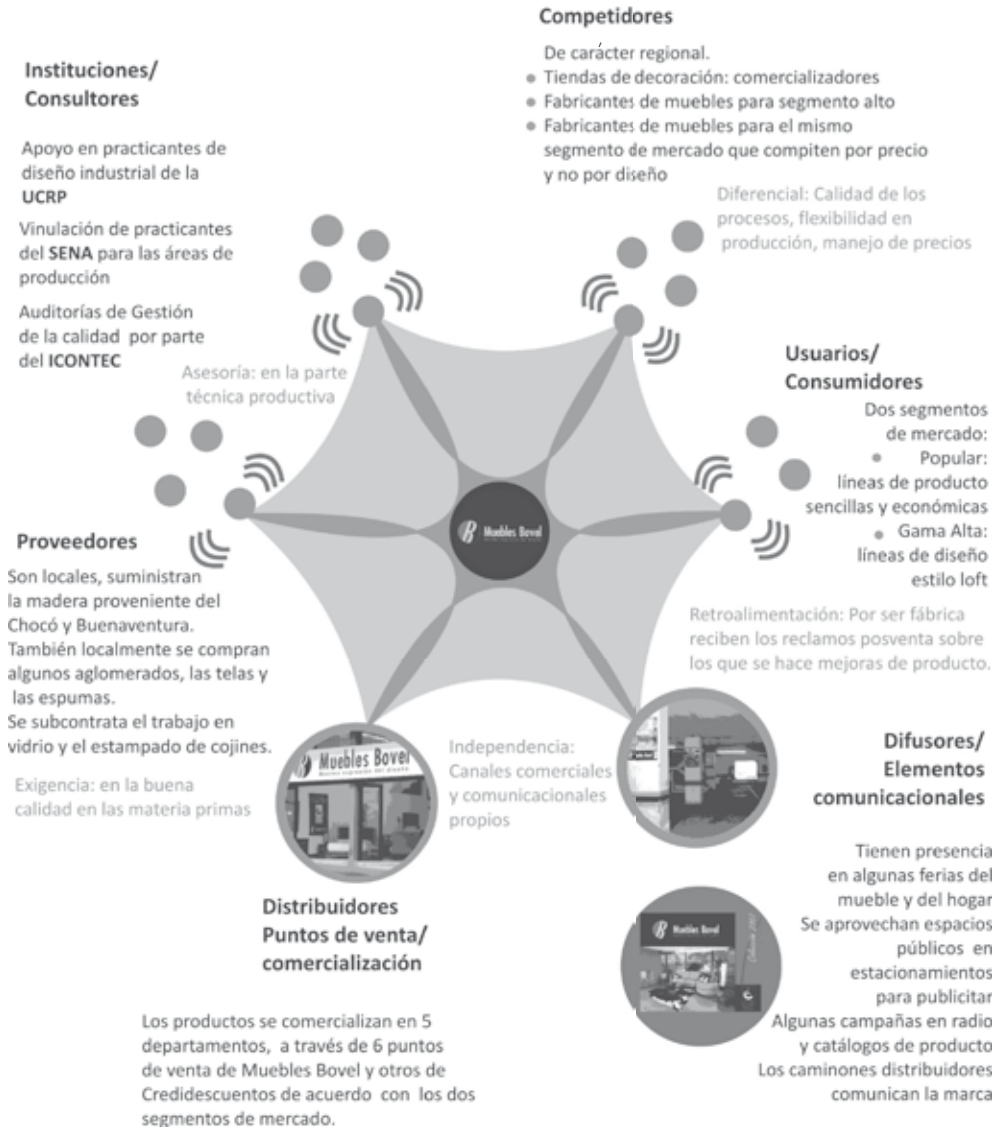 Competidores
De carácter regional.
Tiendas de decoración: comercializadores
Fabricantes de muebles para segmento alto
Fabricantes de muebles para el mismo
segmento de mercado que compiten por precio
y no por diseño
Diferencial: Calidad de los
procesos, flexibilidad en
producción, manejo de precios
Instituciones/
Consultores
Apoyo en practicantes de
diseño industrial de la
UCRP
Vinulación de practicantes
del SENA para las áreas de
producción
Auditorías de Gestión
de la calidad por parte
del ICONTEC
Asesoría: en la parte
técnica productiva
Usuarios/
Consumidores
Dos segmentos
de mercado:
Popular:
líneas de producto
sencillas y económicas
Gama Alta:
líneas de diseño
estilo loft
Retroalimentación: Por ser fábrica
reciben los reclamos posventa sobre
los que se hace mejoras de producto.
Muebles Bovel
Proveedores
Son locales, suministran
la madera proveniente del
Chocó y Buenaventura.
También localmente se compran
algunos aglomerados, las telas y
las espumas.
Se subcontrata el trabajo en
vidrio y el estampado de cojines.
Exigencia: en la buena
calidad en las materia primas
Muebles Bovel
Independencia:
Canales comerciales
y comunicacionales
propios
Difusores/
Elementos
comunicacionales
Tienen presencia
en algunas ferias del
mueble y del hogar
Se aprovechan espacios
públicos en
estacionamientos
para publicitar
Algunas campañas en radio
y catálogos de producto
Los caminones distribuidores
comunican la marca
Muebles Bovel
Distribuidores
Puntos de venta/
comercialización
Los productos se comercializan en 5
departamentos, a través de 6 puntos
de venta de Muebles Bovel y otros de
Credidescuentos de acuerdo con los dos
segmentos de mercado.